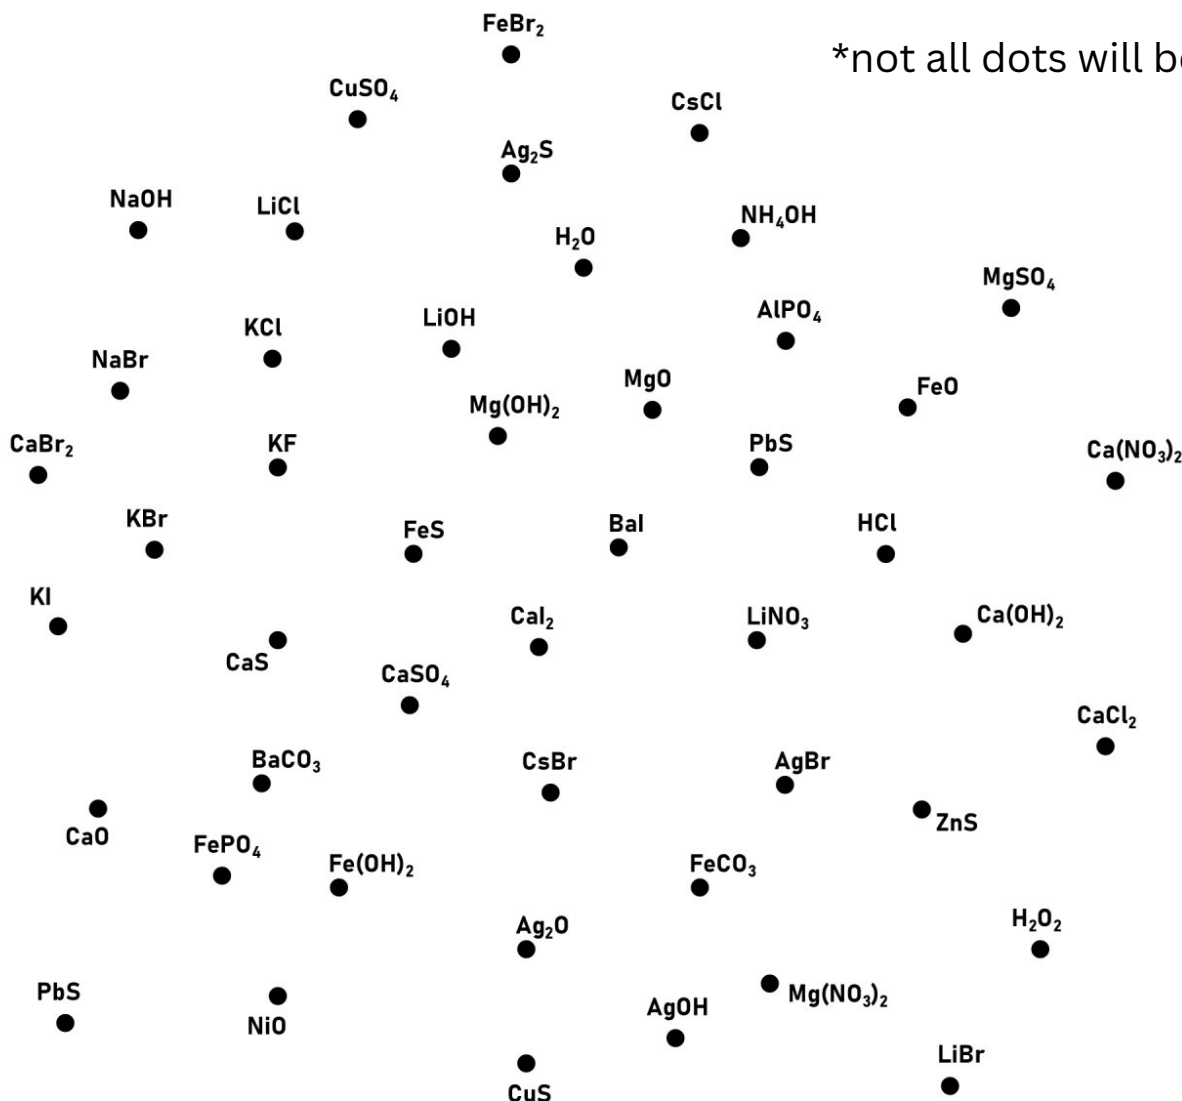 FeBr₂
*not all dots will
CuSO₄
CsCl
Ag₂S
NaOH
LiCl
NH₄OH
H₂O
MgSO₄
AlPO₄
LiOH
KCl
NaBr
MgO
FeO
Mg(OH)₂
CaBr₂
KF
PbS
Ca(NO₃)₂
KBr
FeS
BaI
HCl
KI
CaI₂
LiNO₃
Ca(OH)₂
CaS
CaSO₄
CaCl₂
BaCO₃
CsBr
AgBr
CaO
ZnS
FePO₄
Fe(OH)₂
FeCO₃
Ag₂O
H₂O₂
PbS
Mg(NO₃)₂
NiO
AgOH
LiBr
CuS